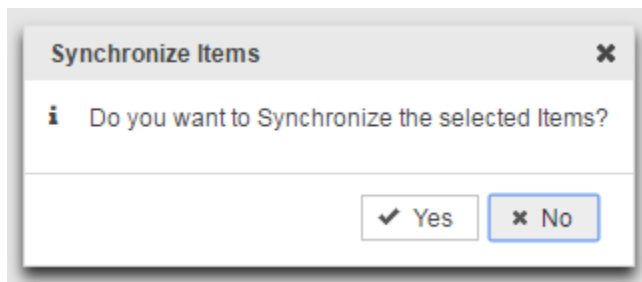 Synchronize Items
Do you want to Synchronize the selected Items?
Yes
No